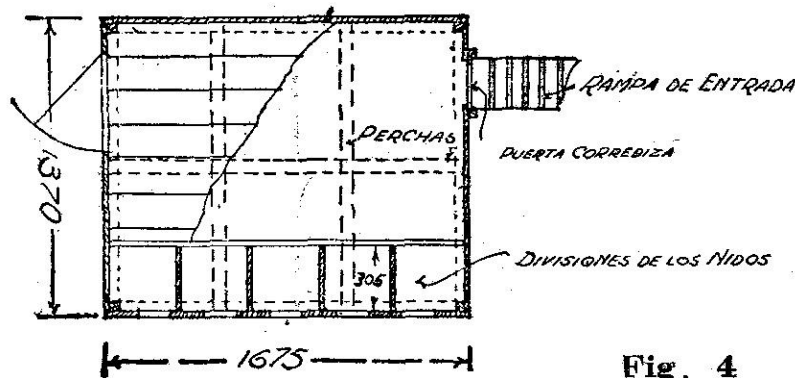 RAMPA DE ENTRADA
PERCHAS
PUERTA CORREDIZA
1370
305
DIVISIONES DE LOS NIDOS
1675
Fig. 4